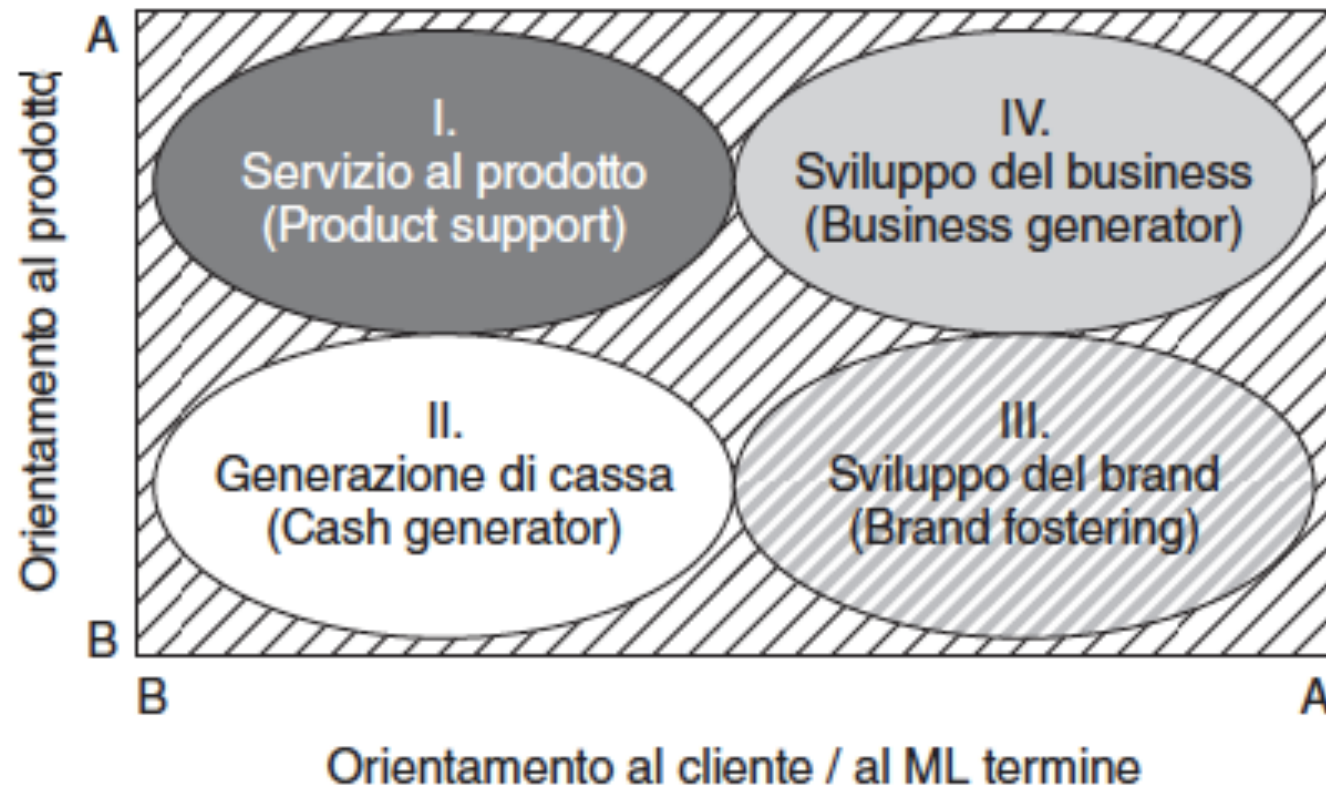 A
Orientamento al prodotto
I.
Servizio al prodotto
(Product support)
IV.
Sviluppo del business
(Business generator)
II.
Generazione di cassa
(Cash generator)
III.
Sviluppo del brand
(Brand fostering)
B
B
A
Orientamento al cliente / al ML termine